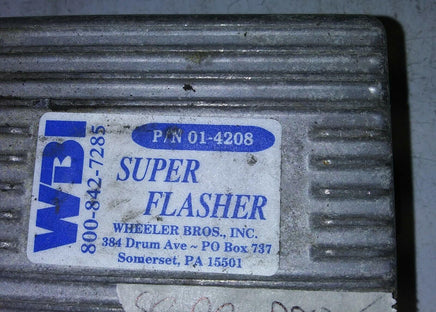 WBI
800-842-7285
P/N 01-4208
SUPER
FLASHER
WHEELER BROS., INC.
384 Drum Ave ~ PO Box 737
Somerset, PA 15501